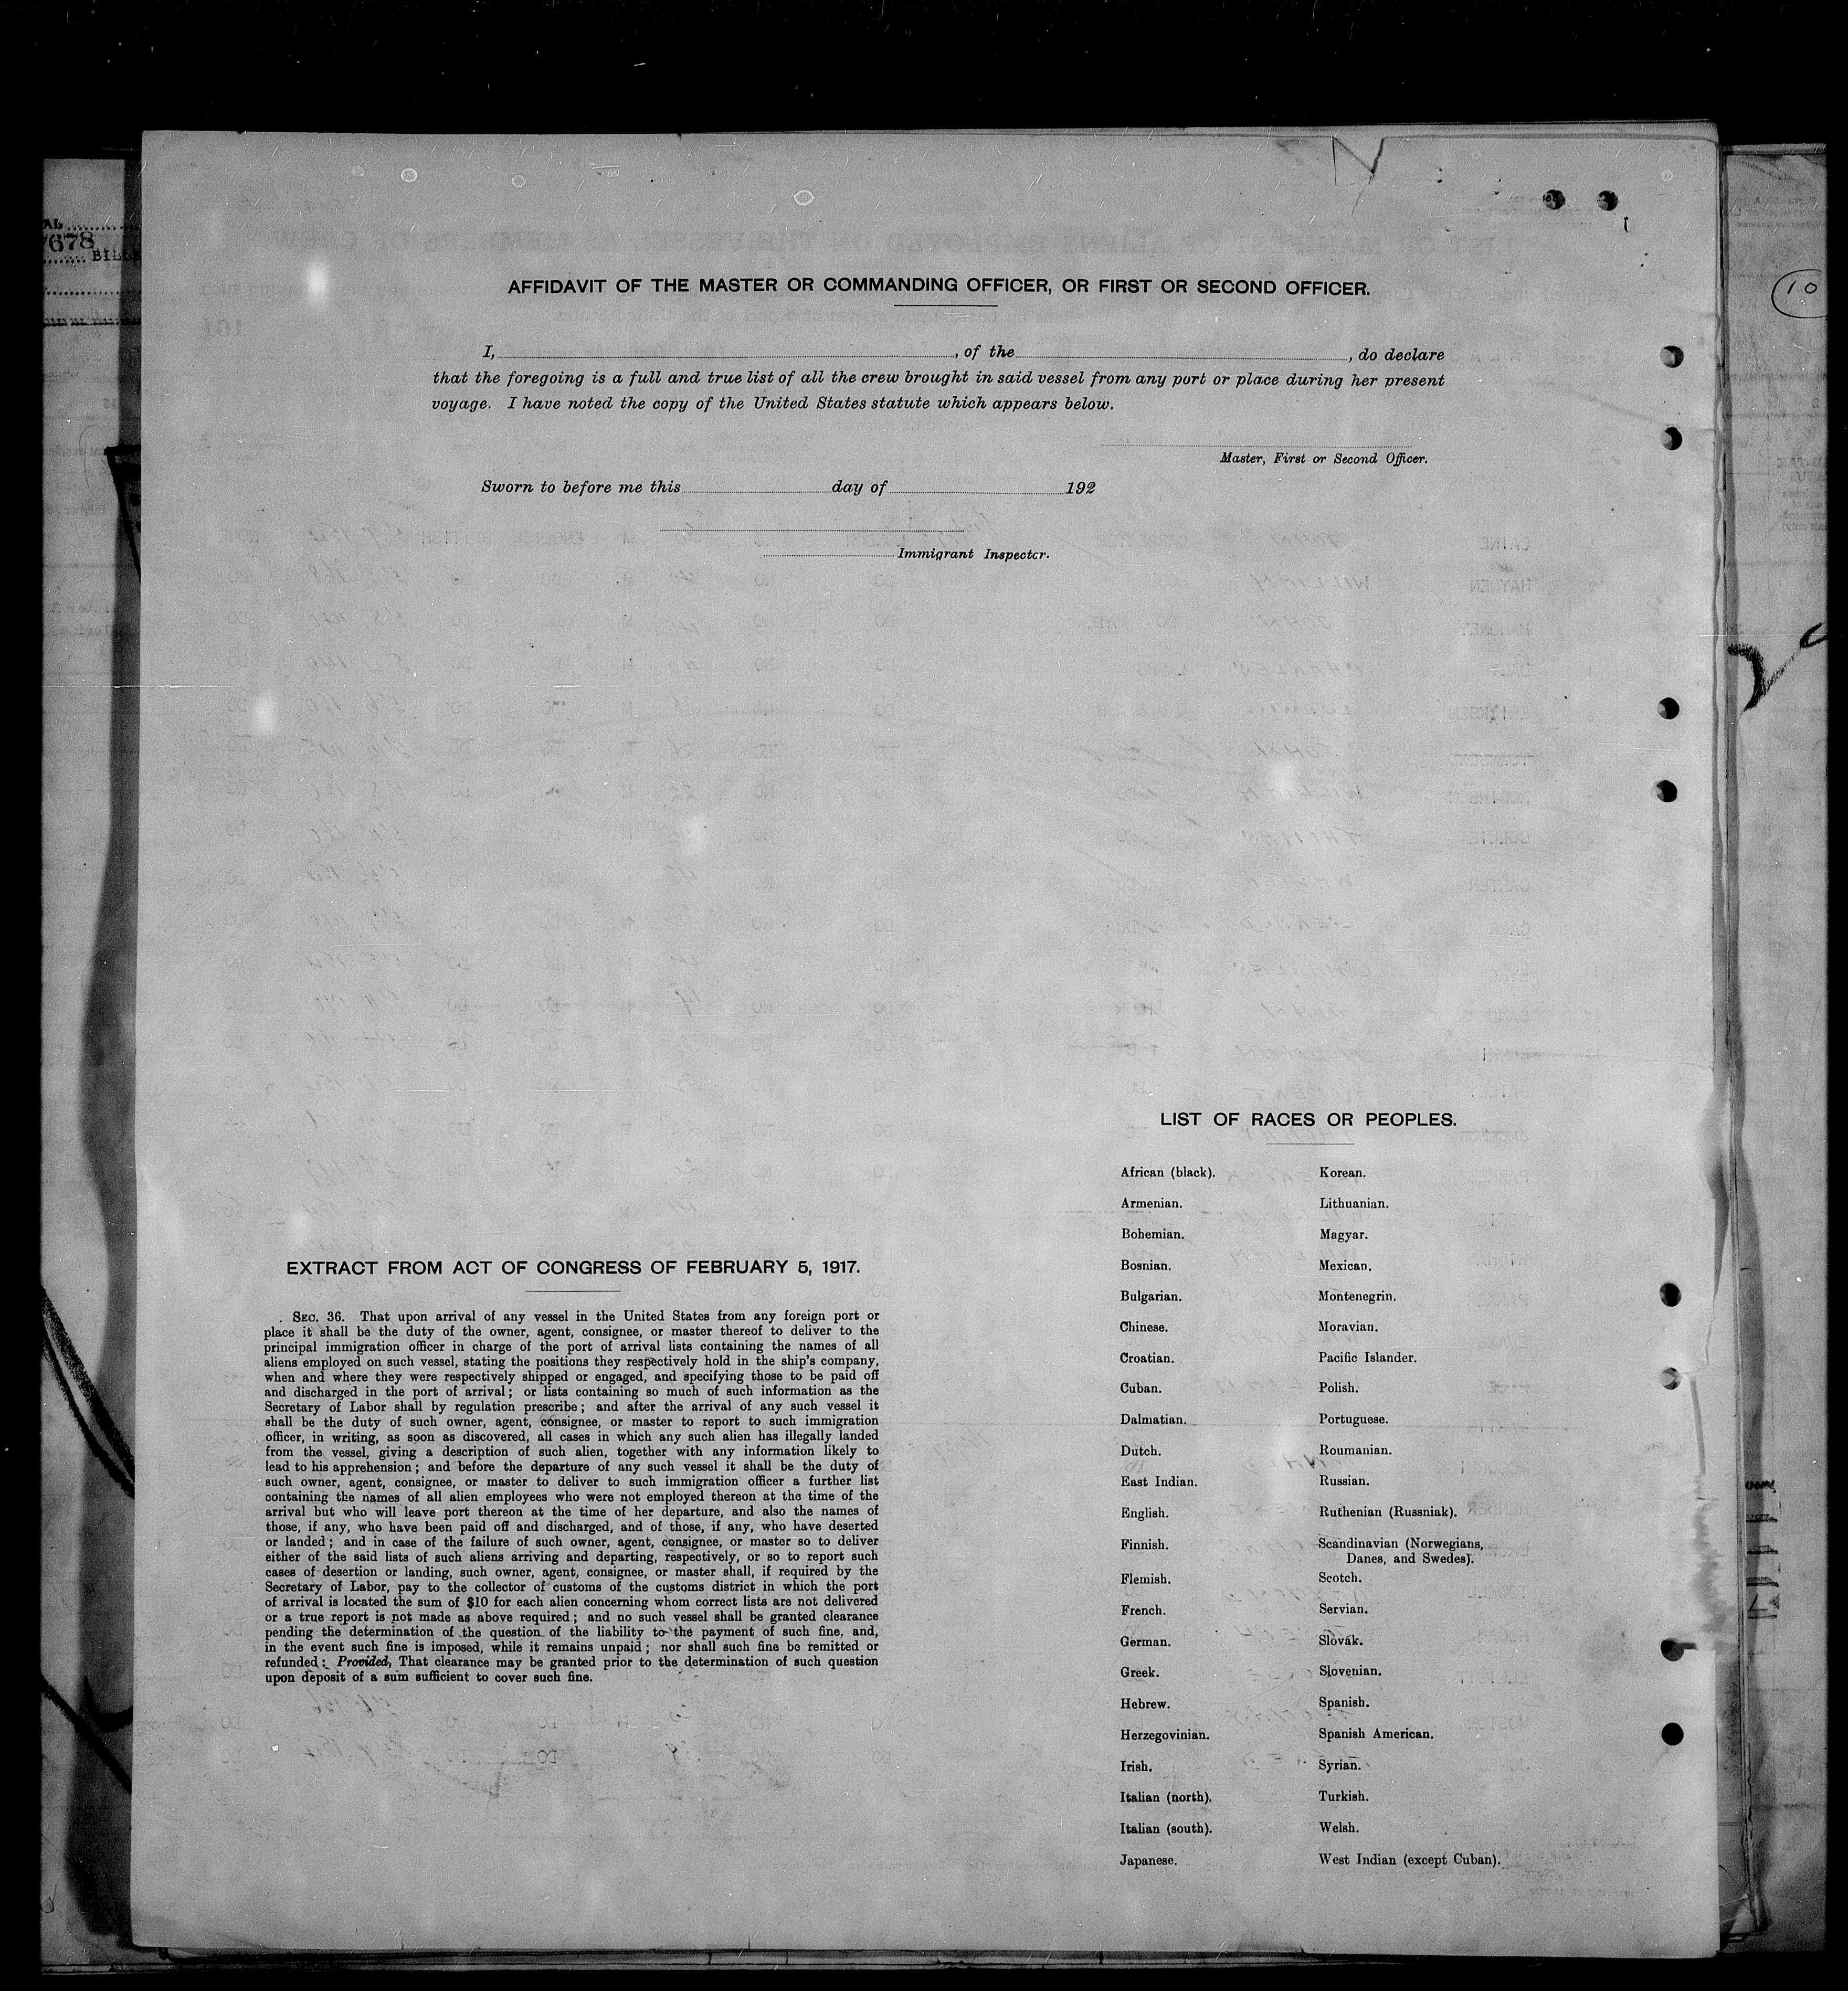 AL
7678
BILL
10
AFFIDAVIT OF THE MASTER OR COMMANDING OFFICER, OR FIRST OR SECOND OFFICER.
I, , of the , do declare
that the foregoing is a full and true list of all the crew brought in said vessel from any port or place during her present
voyage. I have noted the copy of the United States statute which appears below.
Master, First or Second Officer.
Sworn to before me this day of 192
Immigrant Inspector.
EXTRACT FROM ACT OF CONGRESS OF FEBRUARY 5, 1917.
SEC. 36. That upon arrival of any vessel in the United States from any foreign port or
place it shall be the duty of the owner, agent, consignee, or master thereof to deliver to the
principal immigration officer in charge of the port of arrival lists containing the names of all
aliens employed on such vessel, stating the positions they respectively hold in the ship's company,
when and where they were respectively shipped or engaged, and specifying those to be paid off
and discharged in the port of arrival; or lists containing so much of such information as the
Secretary of Labor shall by regulation prescribe; and after the arrival of any such vessel it
shall be the duty of such owner, agent, consignee, or master to report to such immigration
officer, in writing, as soon as discovered, all cases in which any such alien has illegally landed
from the vessel, giving a description of such alien, together with any information likely to
lead to his apprehension; and before the departure of any such vessel it shall be the duty of
such owner, agent, consignee, or master to deliver to such immigration officer a further list
containing the names of all alien employees who were not employed thereon at the time of the
arrival but who will leave port thereon at the time of her departure, and also the names of
those, if any, who have been paid off and discharged, and of those, if any, who have deserted
or landed; and in case of the failure of such owner, agent, consignee, or master so to deliver
either of the said lists of such aliens arriving and departing, respectively, or so to report such
cases of desertion or landing, such owner, agent, consignee, or master shall, if required by the
Secretary of Labor, pay to the collector of customs of the customs district in which the port
of arrival is located the sum of $10 for each alien concerning whom correct lists are not delivered
or a true report is not made as above required; and no such vessel shall be granted clearance
pending the determination of the question of the liability to the payment of such fine, and,
in the event such fine is imposed, while it remains unpaid; nor shall such fine be remitted or
refunded: Provided, That clearance may be granted prior to the determination of such question
upon deposit of a sum sufficient to cover such fine.
LIST OF RACES OR PEOPLES.
African (black).
Armenian.
Bohemian.
Bosnian.
Bulgarian.
Chinese.
Croatian.
Cuban.
Dalmatian.
Dutch.
East Indian.
English.
Finnish.
Flemish.
French.
German.
Greek.
Hebrew.
Herzegovinian.
Irish.
Italian (north).
Italian (south).
Japanese.
Korean.
Lithuanian.
Magyar.
Mexican.
Montenegrin.
Moravian.
Pacific Islander.
Polish.
Portuguese.
Roumanian.
Russian.
Ruthenian (Russniak).
Scandinavian (Norwegians,
Danes, and Swedes).
Scotch.
Servian.
Slovak.
Slovenian.
Spanish.
Spanish American.
Syrian.
Turkish.
Welsh.
West Indian (except Cuban).